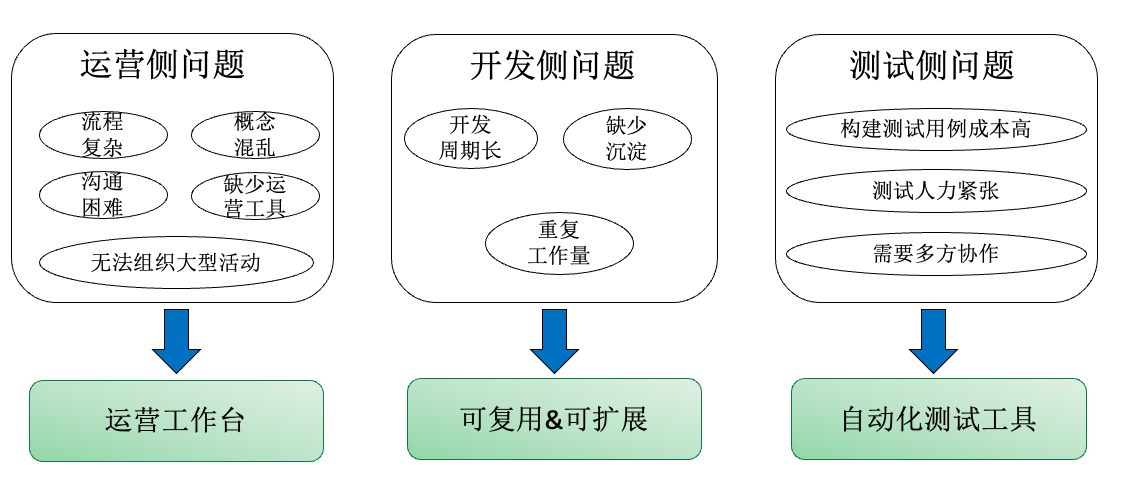 运营侧问题
流程
复杂
概念
混乱
沟通
困难
缺少运
营工具
无法组织大型活动
运营工作台
开发侧问题
开发
周期长
缺少
沉淀
重复
工作量
可复用&可扩展
测试侧问题
构建测试用例成本高
测试人力紧张
需要多方协作
自动化测试工具